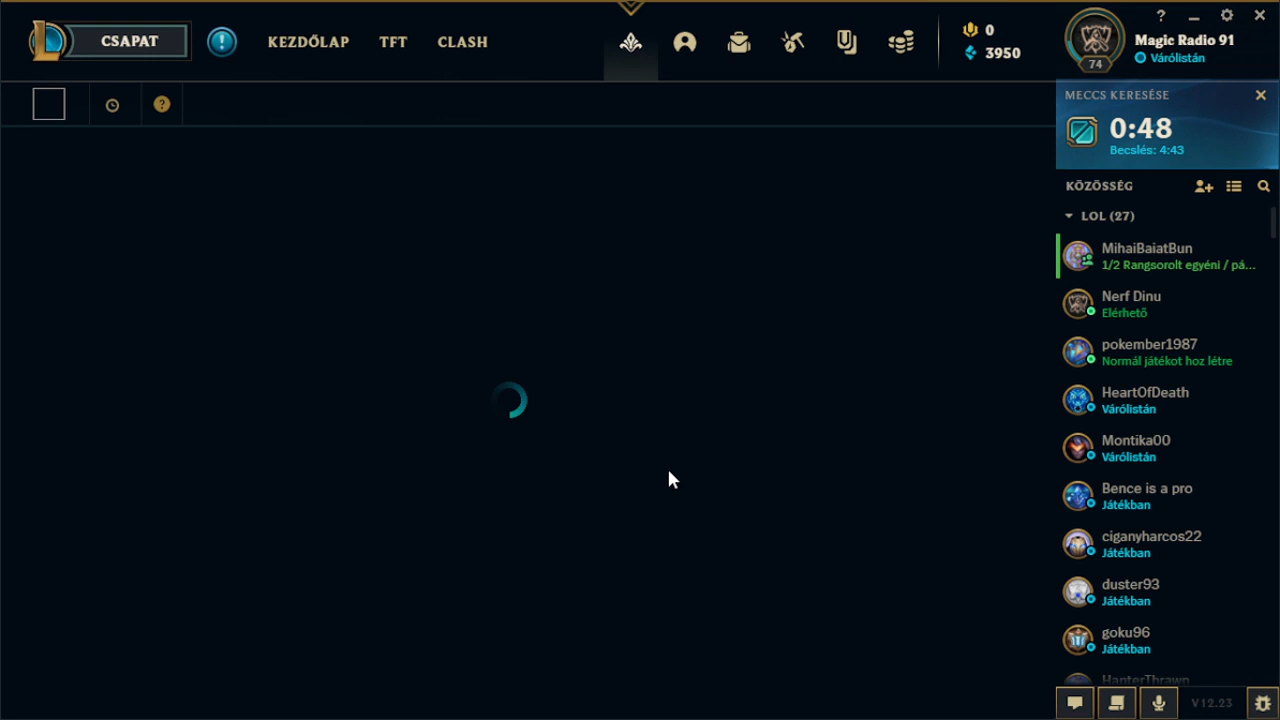 CSAPAT
KEZDŐLAP
TFT
CLASH
0
3950
74
Magic Radio 91
Várólistán
MECCS KERESÉSE
0:48
Becslés: 4:43
KÖZÖSSÉG
LOL (27)
MihaiBaiatBun
1/2 Rangsorolt egyéni / pá...
Nerf Dinu
Elérhető
pokember1987
Normál játékot hoz létre
HeartOfDeath
Várólistán
Montika00
Várólistán
Bence is a pro
Játékban
ciganyharcos22
Játékban
duster93
Játékban
goku96
Játékban
HanterThrawn
V12.23